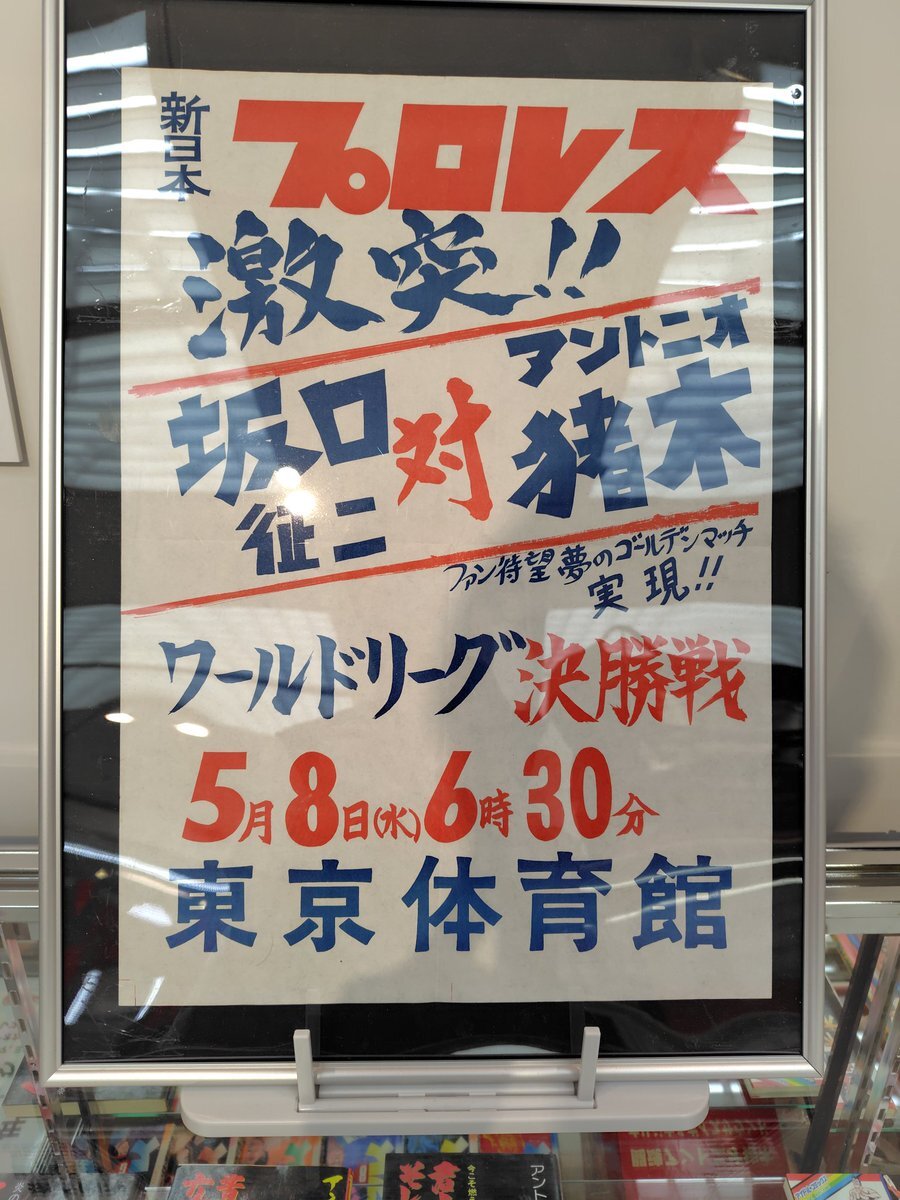 新日本
プロレス
激突!!
坂口征二
対
アントニオ
猪木
ファン待望夢のゴールデンマッチ
実現!!
ワールドリーグ決勝戦
5月8日(水)6時30分
東京体育館